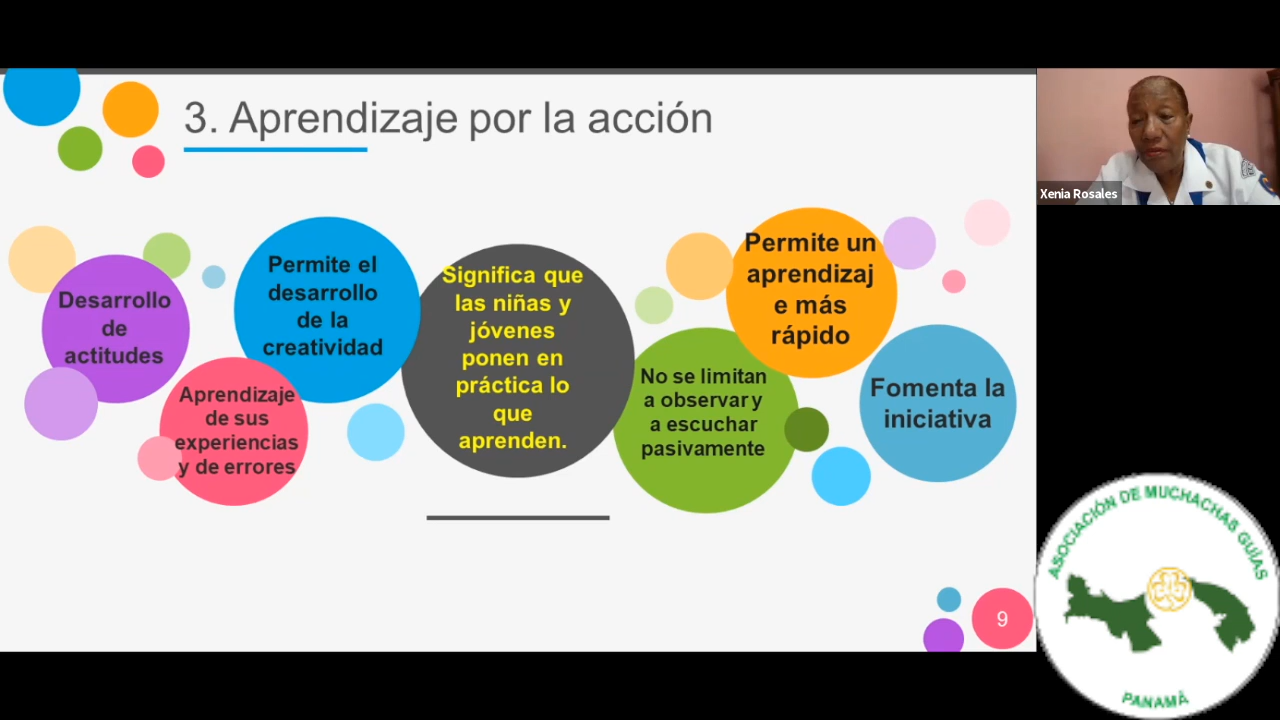 3. Aprendizaje por la acción
Desarrollo
de
actitudes
Aprendizaje
de sus
experiencias
y de errores
Permite el
desarrollo
de la
creatividad
Significa que
las niñas y
jóvenes
ponen en
práctica lo
que
aprenden.
No se limitan
a observar y
a escuchar
pasivamente
Permite un
aprendizaj
e más
rápido
Fomenta la
iniciativa
9
Xenia Rosales
ASOCIACIÓN DE MUCHACHAS GUÍAS
PANAMÁ